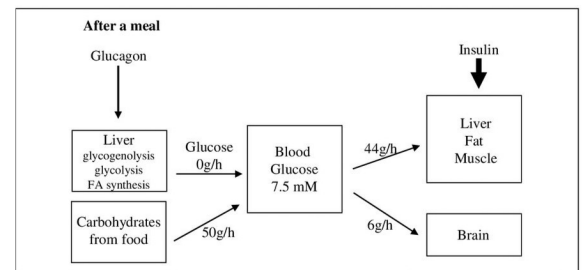 After a meal
Glucagon
Insulin
Liver
glycogenolysis
glycolysis
FA synthesis
Glucose
0g/h
Blood
Glucose
7.5 mM
44g/h
Liver
Fat
Muscle
Carbohydrates
from food
50g/h
6g/h
Brain